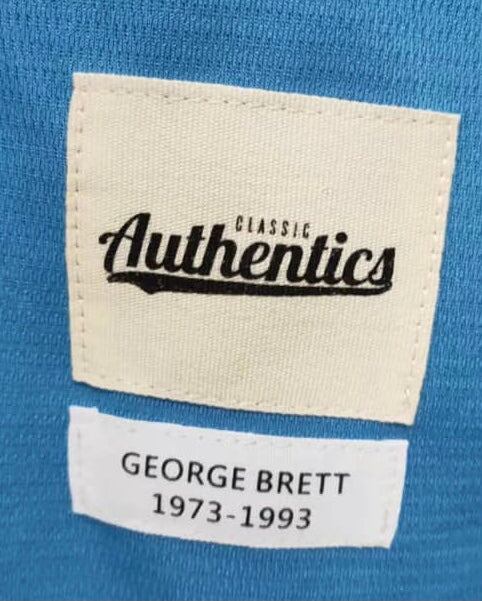 CLASSIC
Authentics
GEORGE BRETT
1973-1993